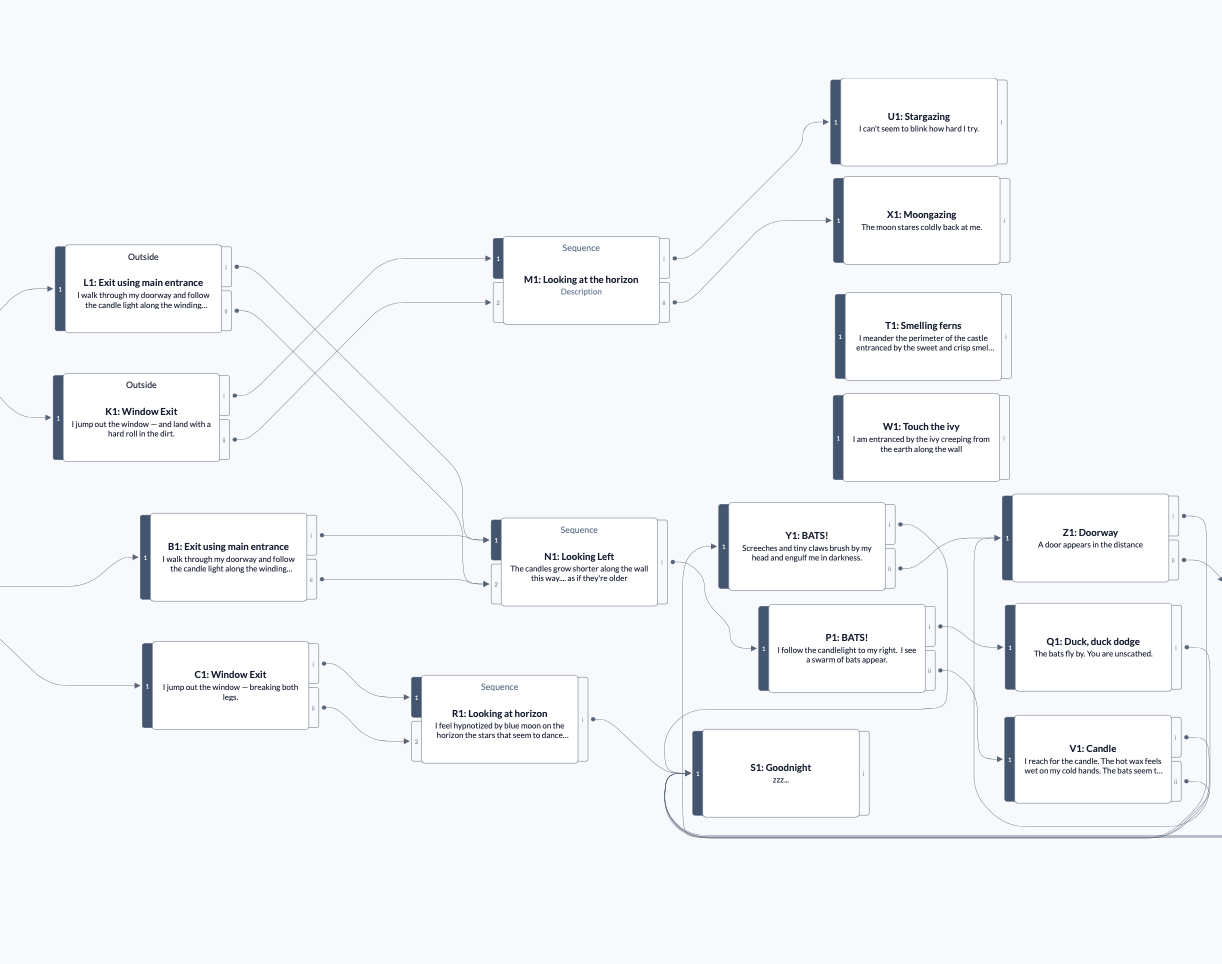 U1: Stargazing
I can't seem to blink how hard I try.
1
i
X1: Moongazing
The moon stares coldly back at me.
1
i
Outside
L1: Exit using main entrance
I walk through my doorway and follow
the candle light along the winding...
1
i
ii
Sequence
M1: Looking at the horizon
Description
1
2
i
ii
T1: Smelling ferns
I meander the perimeter of the castle
entranced by the sweet and crisp smel...
1
i
Outside
K1: Window Exit
I jump out the window — and land with a
hard roll in the dirt.
1
i
ii
W1: Touch the ivy
I am entranced by the ivy creeping from
the earth along the wall
1
i
B1: Exit using main entrance
I walk through my doorway and follow
the candle light along the winding...
1
i
ii
Sequence
N1: Looking Left
The candles grow shorter along the wall
this way.... as if they're older
1
2
i
Y1: BATS!
Screeches and tiny claws brush by my
head and engulf me in darkness.
1
i
ii
Z1: Doorway
A door appears in the distance
1
i
ii
P1: BATS!
I follow the candlelight to my right. I see
a swarm of bats appear.
1
i
ii
Q1: Duck, duck dodge
The bats fly by. You are unscathed.
1
i
C1: Window Exit
I jump out the window — breaking both
legs.
1
i
ii
Sequence
R1: Looking at horizon
I feel hypnotized by blue moon on the
horizon the stars that seem to dance...
1
2
i
S1: Goodnight
zzz...
1
i
V1: Candle
I reach for the candle. The hot wax feels
wet on my cold hands. The bats seem t...
1
i
ii